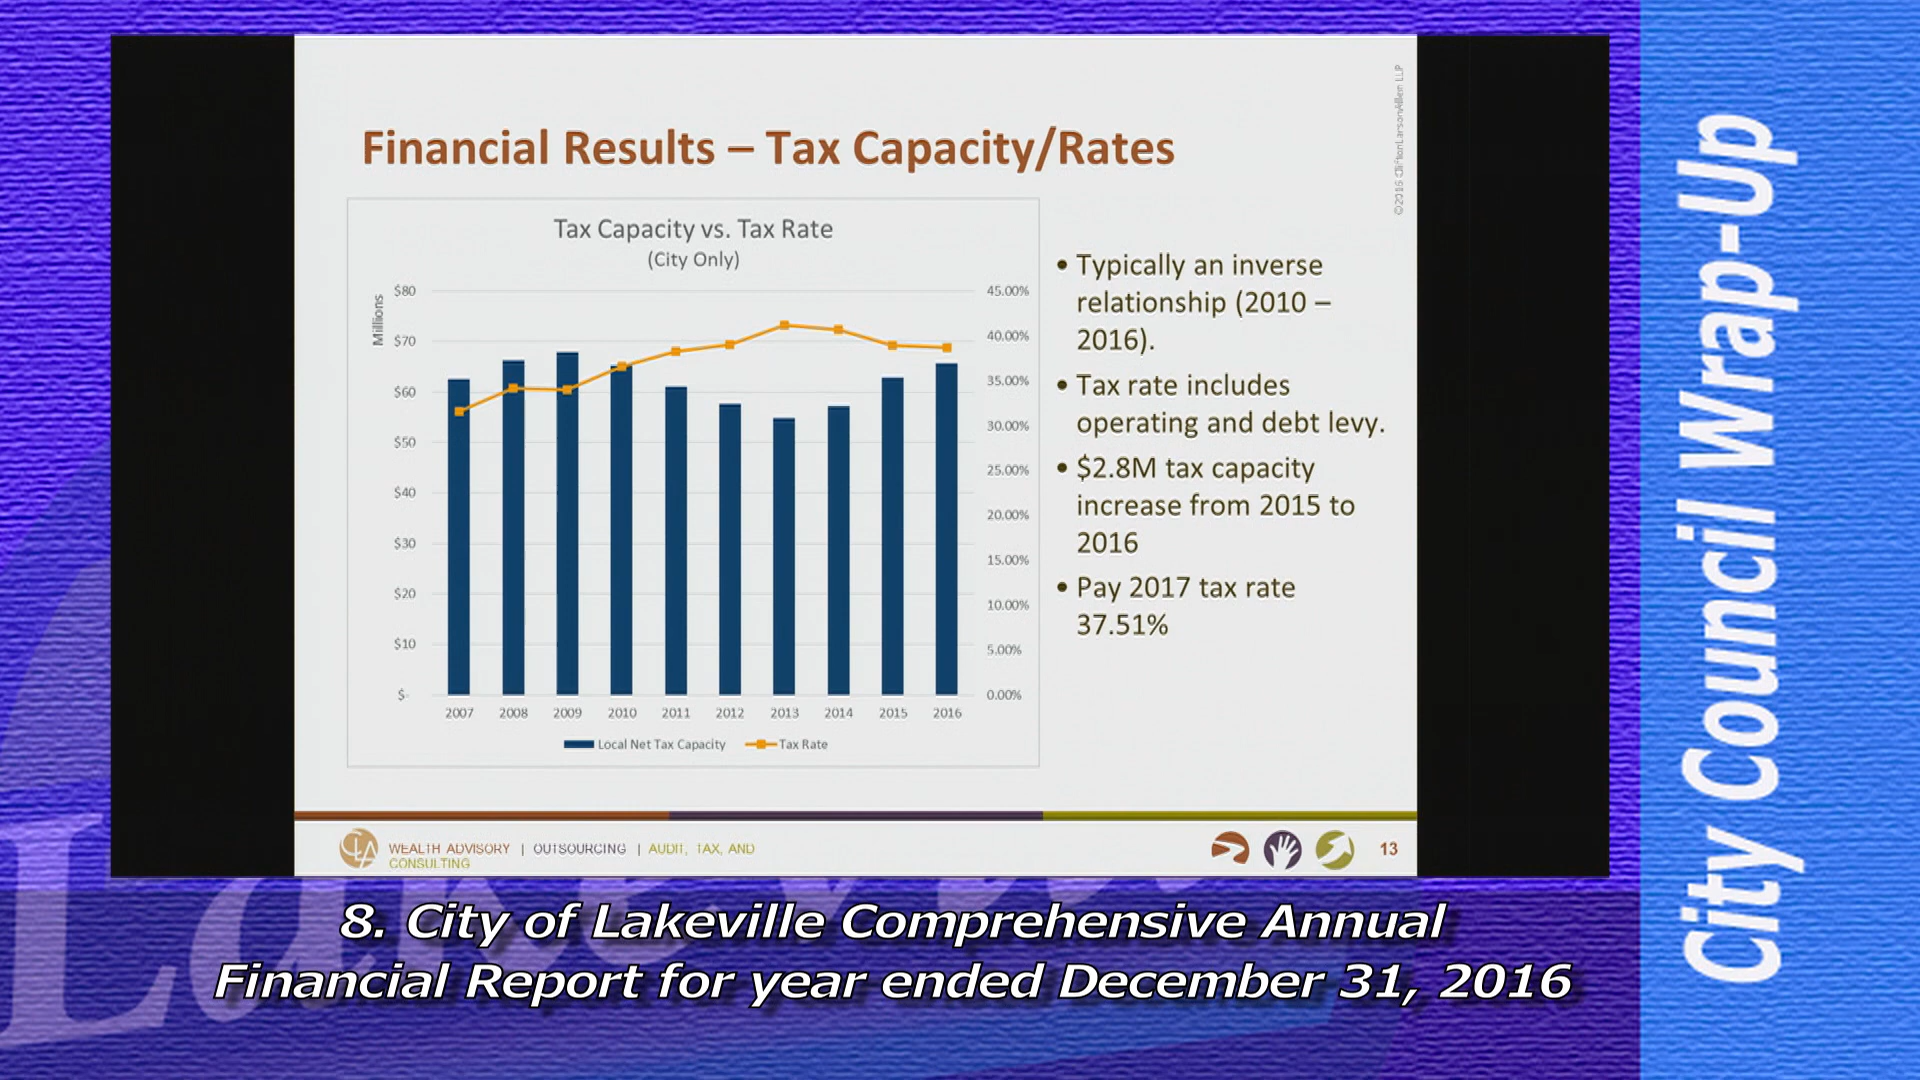 Financial Results – Tax Capacity/Rates
©2016 CliftonLarsonAllen LLP
Tax Capacity vs. Tax Rate
(City Only)
Millions
$80
$70
$60
$50
$40
$30
$20
$10
$-
45.00%
40.00%
35.00%
30.00%
25.00%
20.00%
15.00%
10.00%
5.00%
0.00%
2007 2008 2009 2010 2011 2012 2013 2014 2015 2016
Local Net Tax Capacity Tax Rate
• Typically an inverse
relationship (2010 –
2016).
• Tax rate includes
operating and debt levy.
• $2.8M tax capacity
increase from 2015 to
2016
• Pay 2017 tax rate
37.51%
CLA
WEALTH ADVISORY | OUTSOURCING | AUDIT, TAX, AND
CONSULTING
13
8. City of Lakeville Comprehensive Annual
Financial Report for year ended December 31, 2016
City Council Wrap-Up